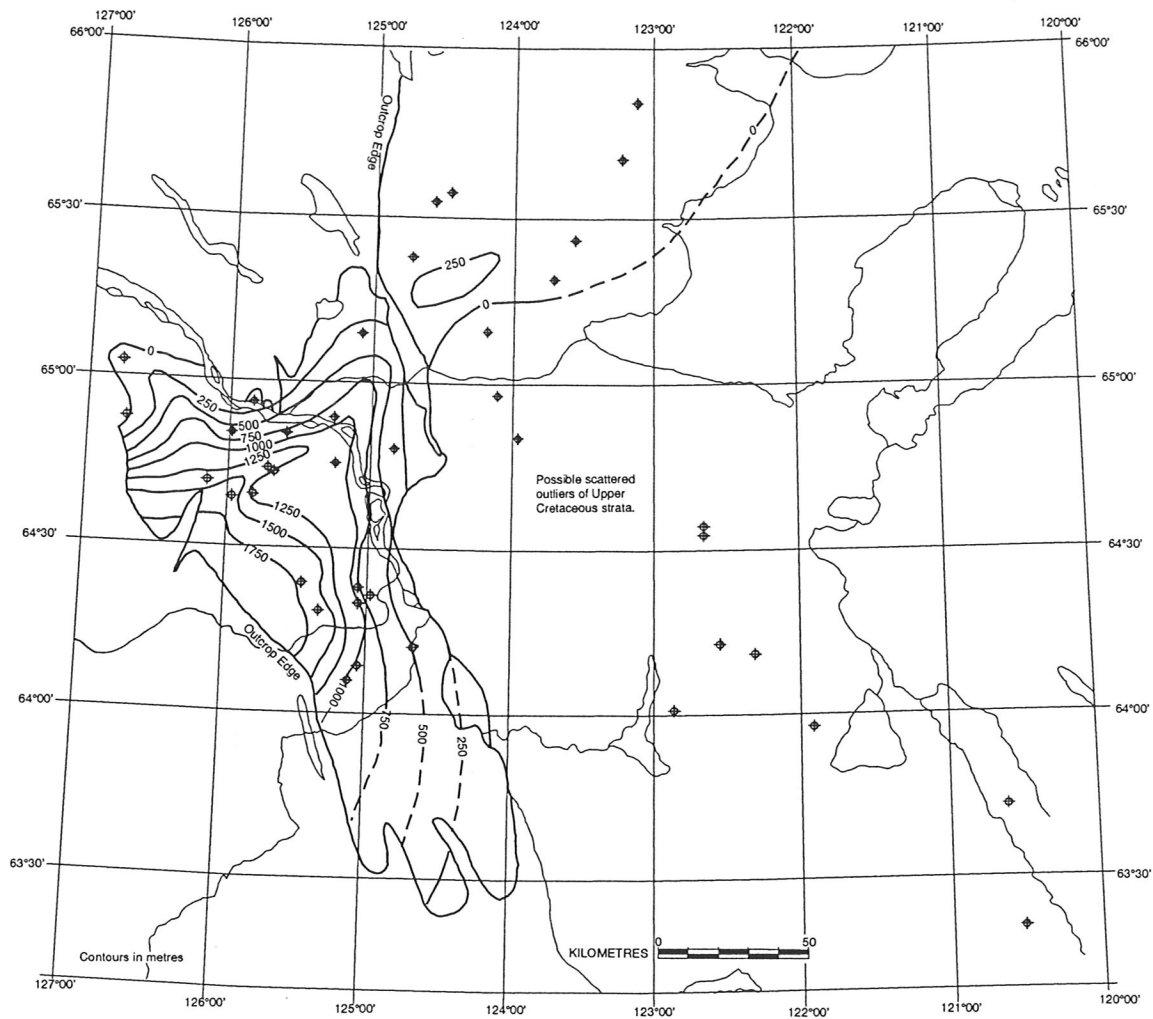 127°00' 126°00' 125°00' 124°00' 123°00' 122°00' 121°00' 120°00'
66°00' 66°00'
Outcrop Edge
0
65°30' 65°30'
250
0
0
65°00' 65°00'
250
500
750
1000
1250
Possible scattered
outliers of Upper
Cretaceous strata.
1250
64°30' 64°30'
1500
1750
Outcrop Edge
64°00' 1000 64°00'
750 500 250
63°30' 63°30'
0 50
KILOMETRES
Contours in metres
127°00' 126°00' 125°00' 124°00' 123°00' 122°00' 121°00' 120°00'